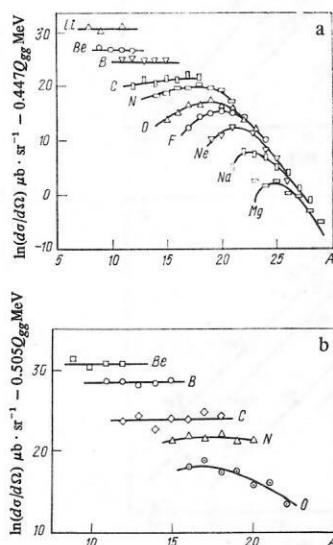 a
ln(dσ/dΩ) μb · sr⁻¹ − 0.447Q_gg MeV
30
20
10
0
−10
Li
Be
B
C
N
O
F
Ne
Na
Mg
5 10 15 20 25 A
b
ln(dσ/dΩ) μb · sr⁻¹ − 0.505Q_gg MeV
30
20
10
Be
B
C
N
O
10 15 20 A